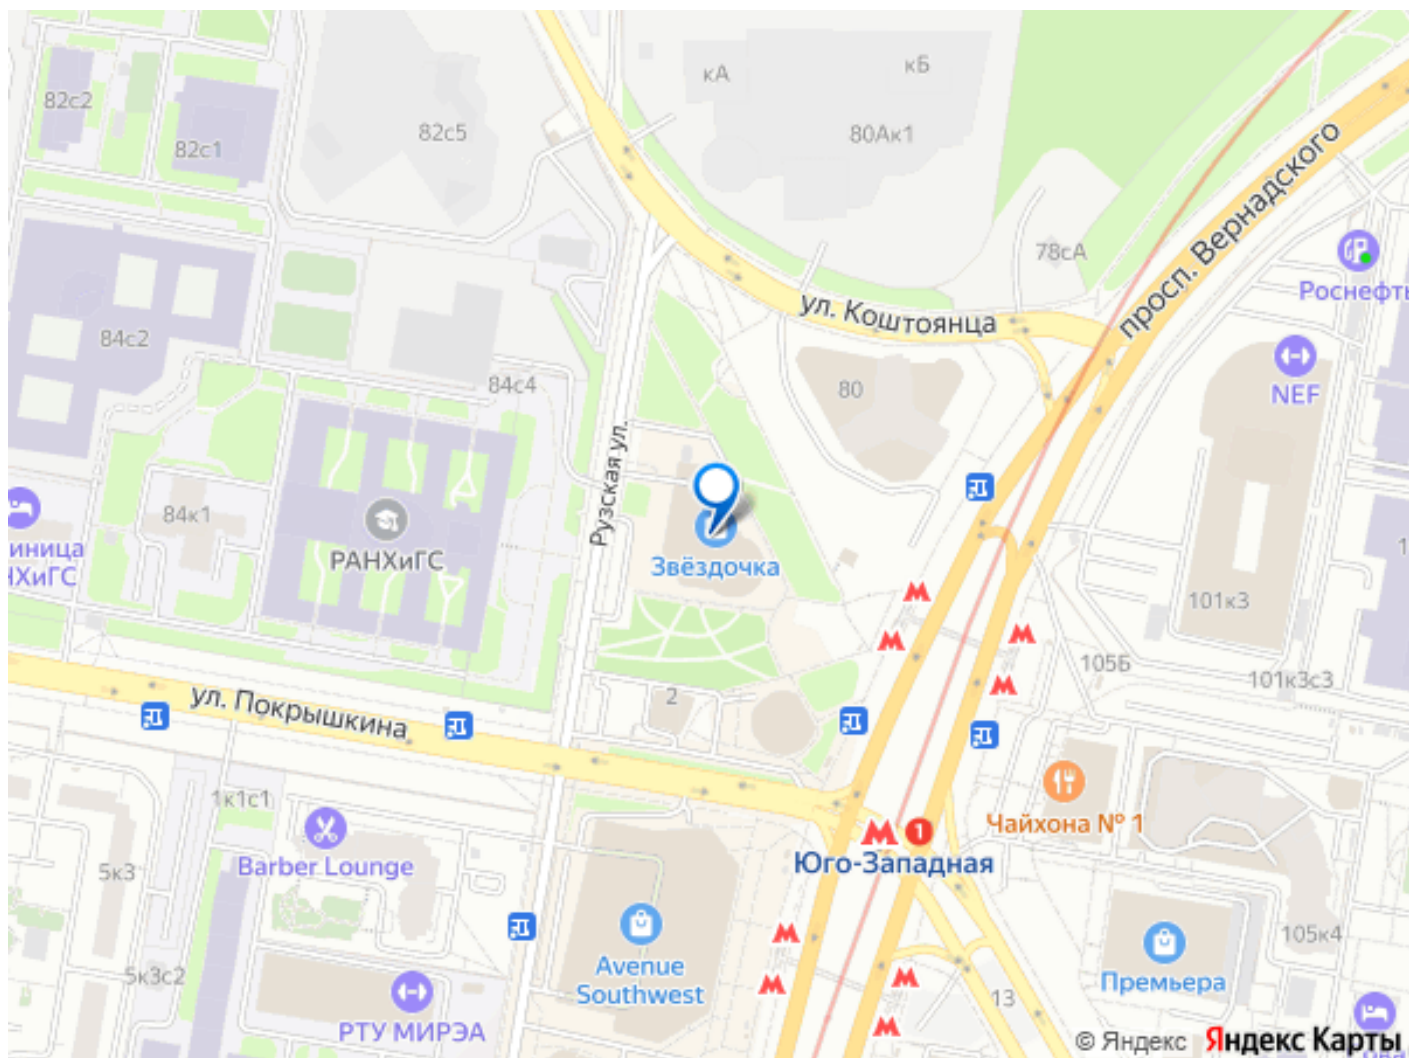 кА
кБ
82с2
82с1
82с5
80Ак1
просп. Вернадского
78сА
Роснефть
ул. Коштоянца
84с2
84с4
80
NEF
Рузская ул.
84к1
РАНХиГС
Звёздочка
101к3
105Б
101к3с3
ул. Покрышкина
2
1к1с1
Barber Lounge
5к3
Чайхона № 1
1
Юго-Западная
Avenue
Southwest
Премьера
105к4
5к3с2
РТУ МИРЭА
13
© Яндекс Яндекс Карты